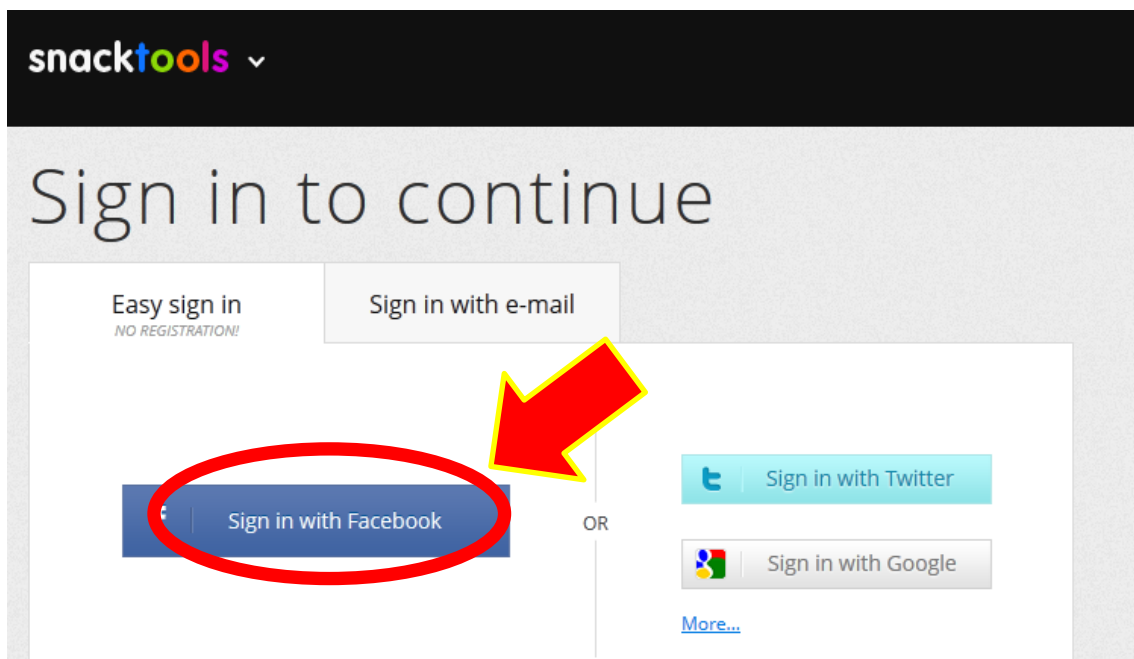 snacktools
Sign in to continue
Easy sign in
NO REGISTRATION!
Sign in with e-mail
Sign in with Facebook
OR
Sign in with Twitter
Sign in with Google
More...